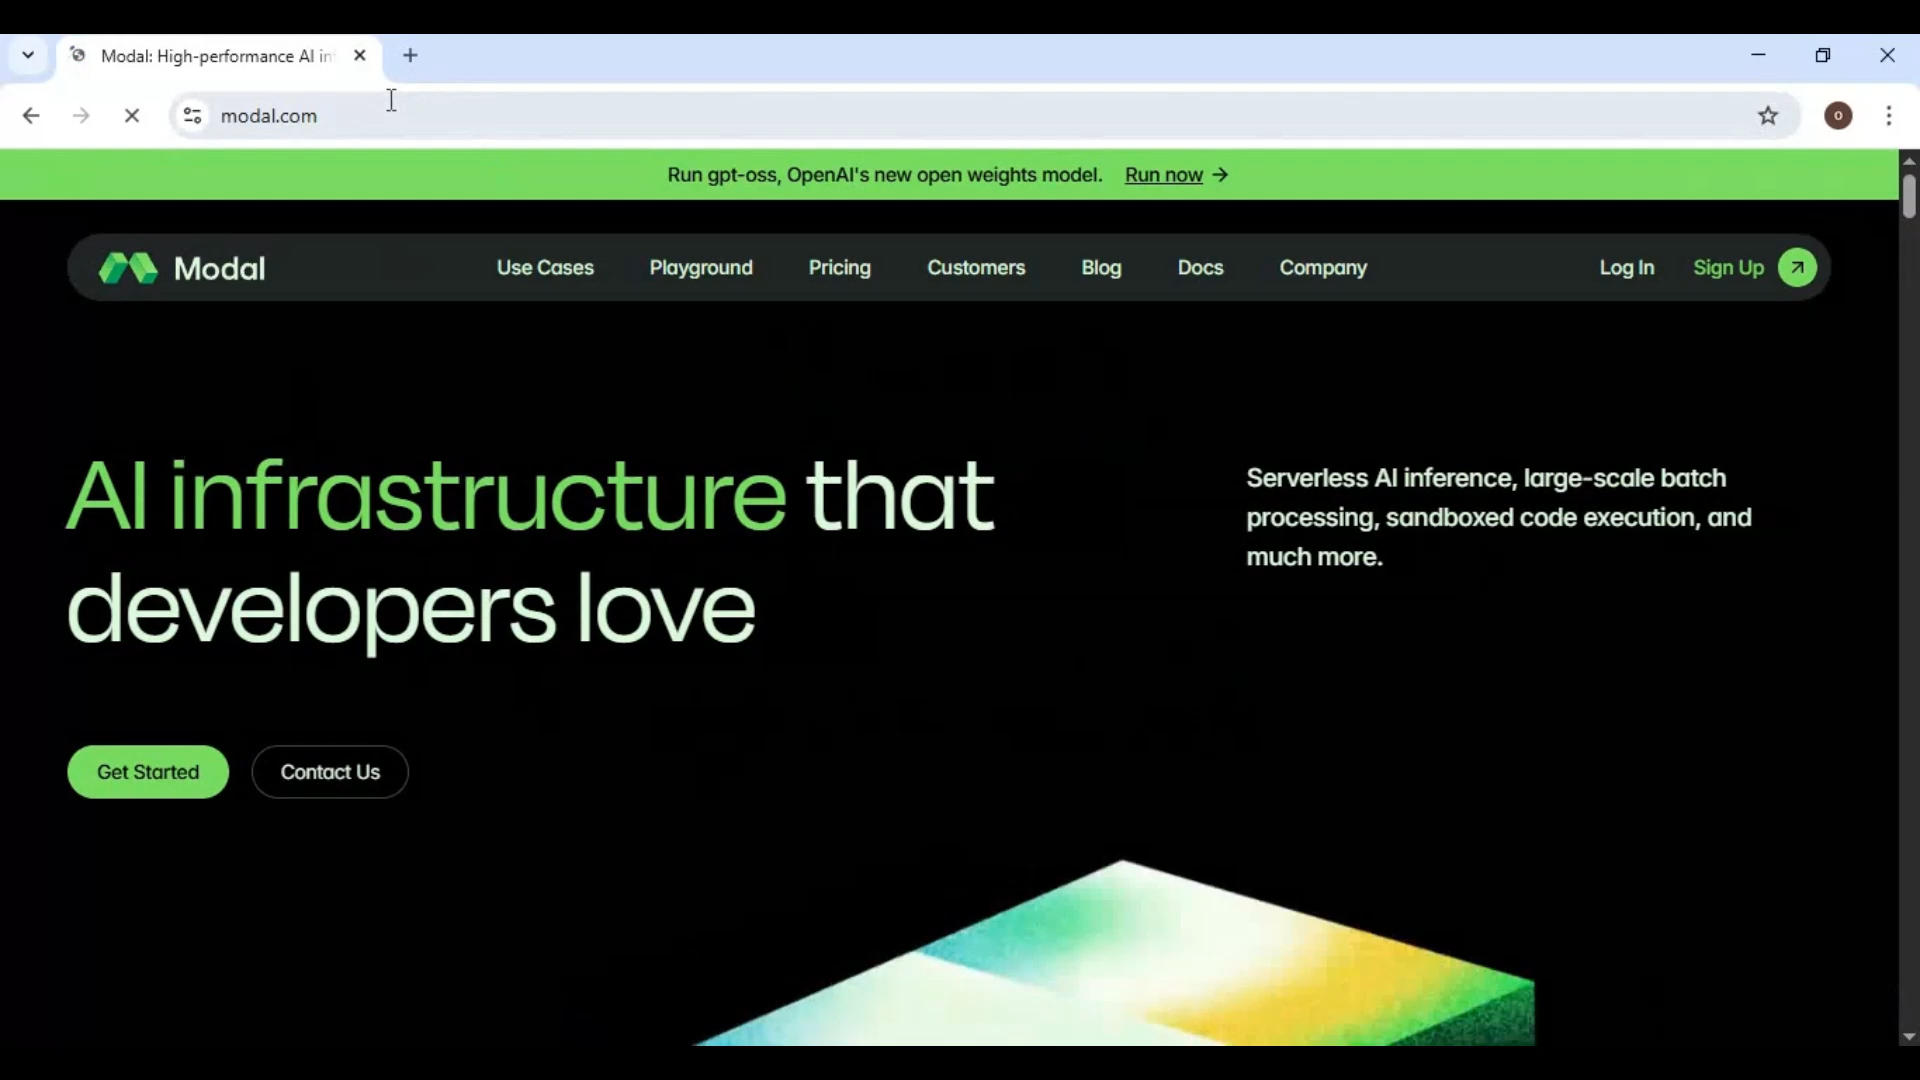 Modal: High-performance AI in
modal.com
o
Run gpt-oss, OpenAI's new open weights model. Run now →
Modal
Use Cases
Playground
Pricing
Customers
Blog
Docs
Company
Log In
Sign Up
AI infrastructure that
developers love
Serverless AI inference, large-scale batch
processing, sandboxed code execution, and
much more.
Get Started
Contact Us